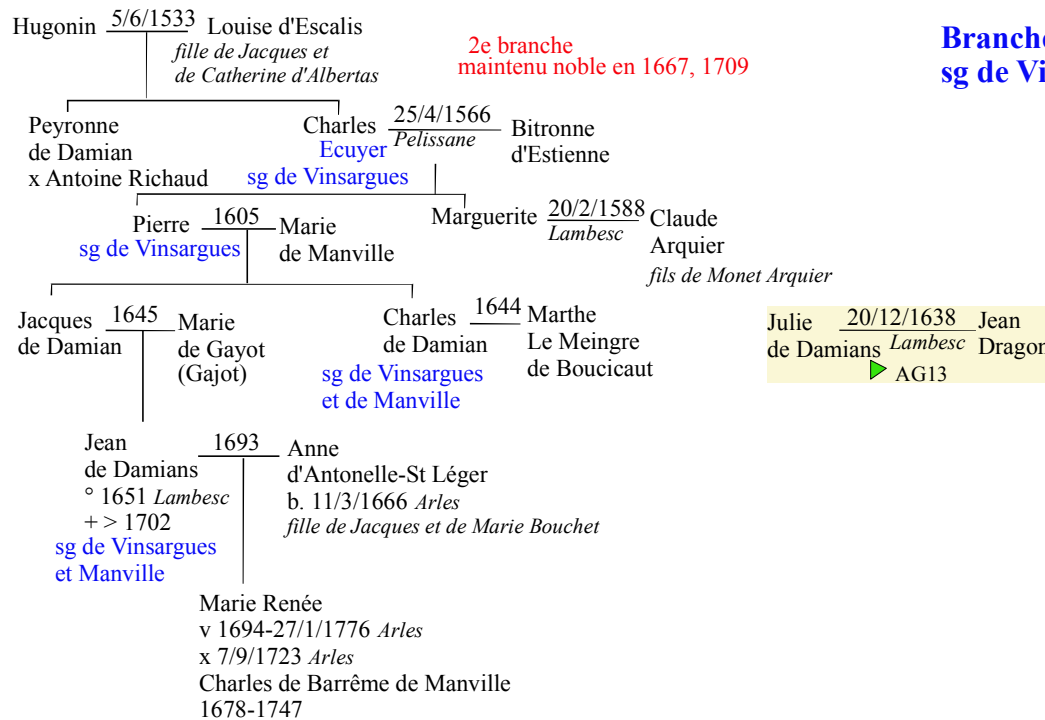 Hugonin 5/6/1533 Louise d'Escalis
fille de Jacques et
de Catherine d'Albertas
2e branche
maintenu noble en 1667, 1709
Branche
sg de Vi
Peyronne
de Damian
x Antoine Richaud
Charles 25/4/1566 Bitronne
Ecuyer Pelissane d'Estienne
sg de Vinsargues
Pierre 1605 Marie
sg de Vinsargues de Manville
Marguerite 20/2/1588 Claude
Lambesc Arquier
fils de Monet Arquier
Jacques 1645 Marie
de Damian de Gayot
(Gajot)
Charles 1644 Marthe
de Damian Le Meingre
sg de Vinsargues de Boucicaut
et de Manville
Julie 20/12/1638 Jean
de Damians Lambesc Dragon
AG13
Jean 1693 Anne
de Damians d'Antonelle-St Léger
° 1651 Lambesc b. 11/3/1666 Arles
+ > 1702 fille de Jacques et de Marie Bouchet
sg de Vinsargues
et Manville
Marie Renée
v 1694-27/1/1776 Arles
x 7/9/1723 Arles
Charles de Barrême de Manville
1678-1747